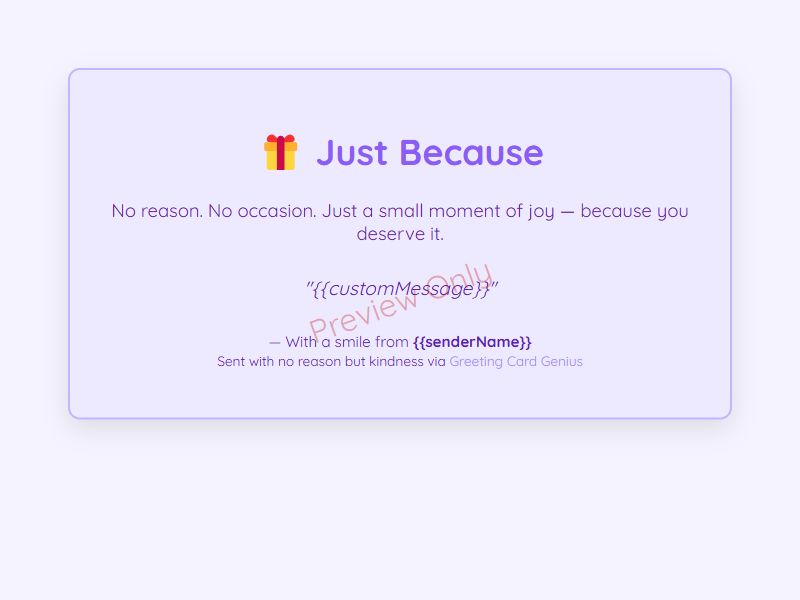 🎁 Just Because
No reason. No occasion. Just a small moment of joy — because you
deserve it.
"{{customMessage}}"
Preview Only
— With a smile from {{senderName}}
Sent with no reason but kindness via Greeting Card Genius